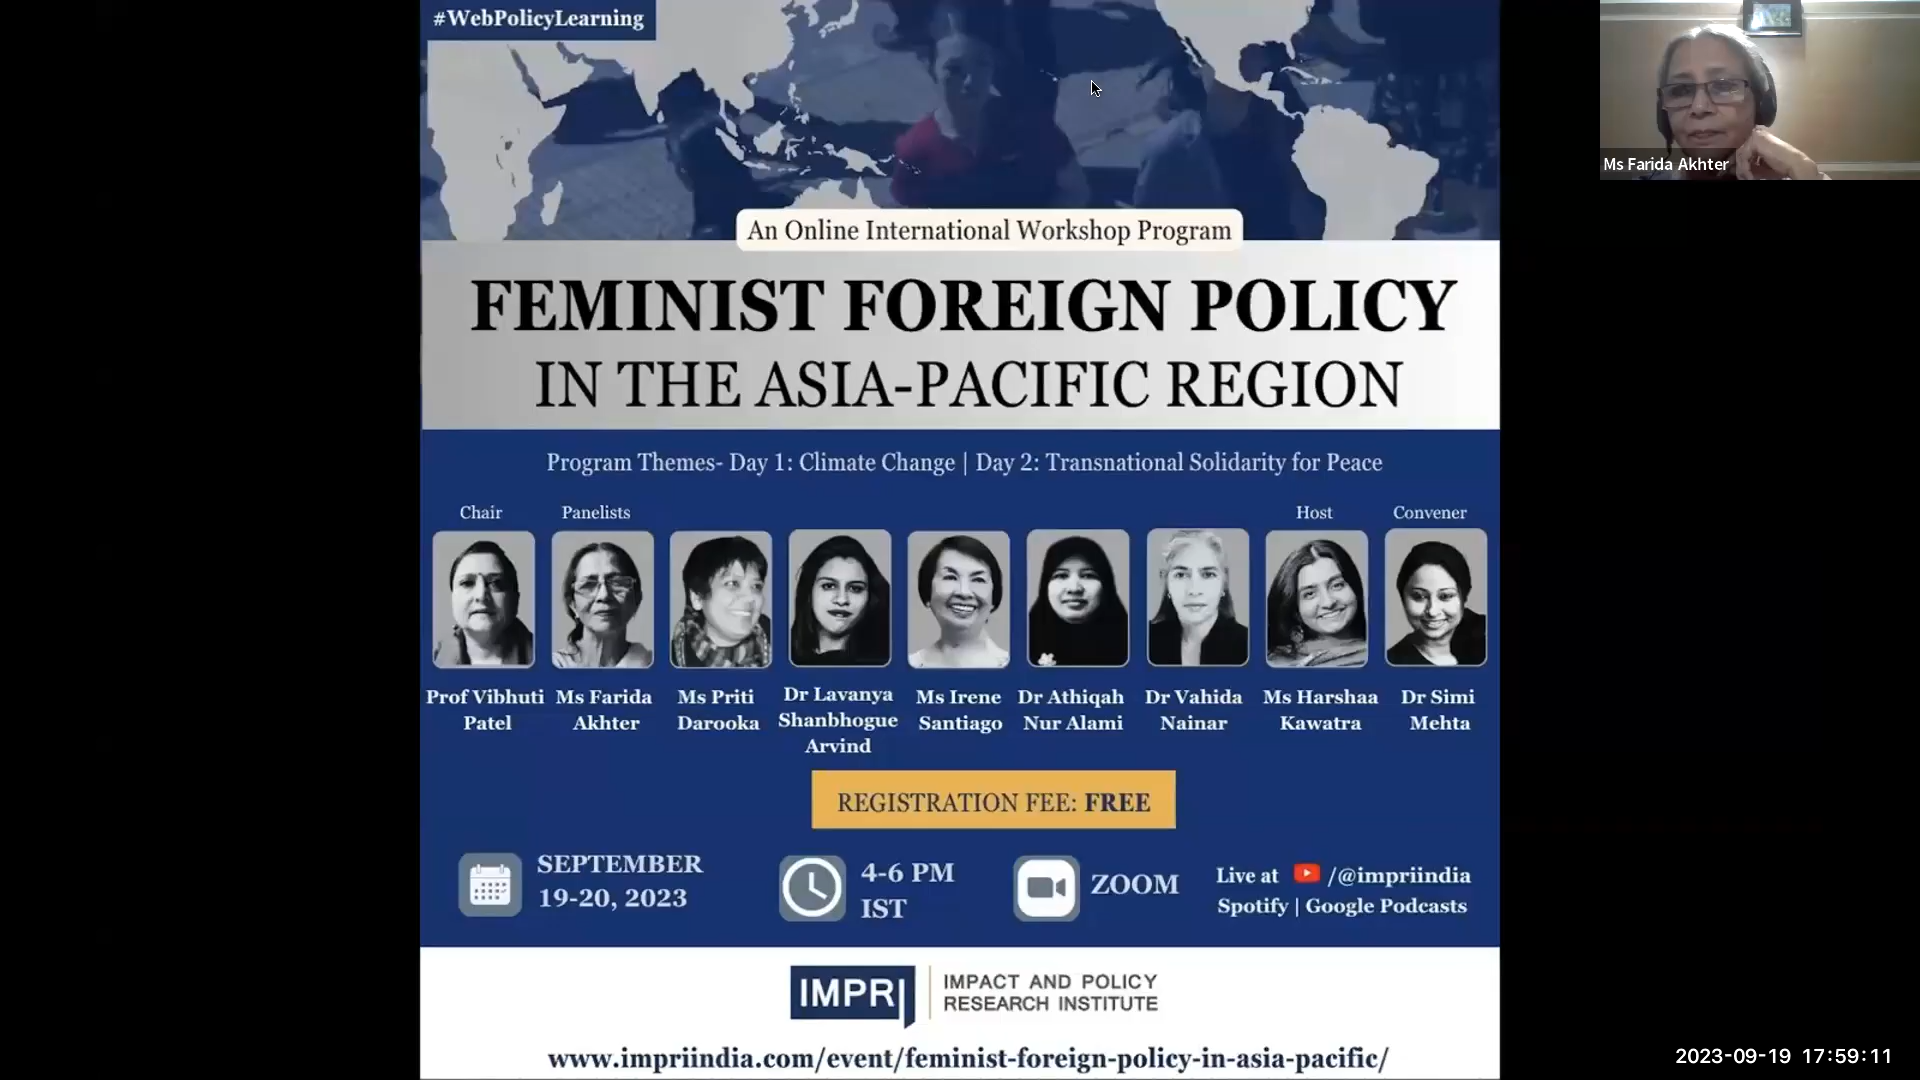 #WebPolicyLearning
Ms Farida Akhter
An Online International Workshop Program
FEMINIST FOREIGN POLICY
IN THE ASIA-PACIFIC REGION
Program Themes- Day 1: Climate Change | Day 2: Transnational Solidarity for Peace
Chair
Panelists
Host
Convener
Prof Vibhuti
Patel
Ms Farida
Akhter
Ms Priti
Darooka
Dr Lavanya
Shanbhogue
Arvind
Ms Irene
Santiago
Dr Athiqah
Nur Alami
Dr Vahida
Nainar
Ms Harshaa
Kawatra
Dr Simi
Mehta
REGISTRATION FEE: FREE
SEPTEMBER
19-20, 2023
4-6 PM
IST
ZOOM
Live at /@impriindia
Spotify | Google Podcasts
IMPRI
IMPACT AND POLICY
RESEARCH INSTITUTE
www.impriindia.com/event/feminist-foreign-policy-in-asia-pacific/
2023-09-19 17:59:11